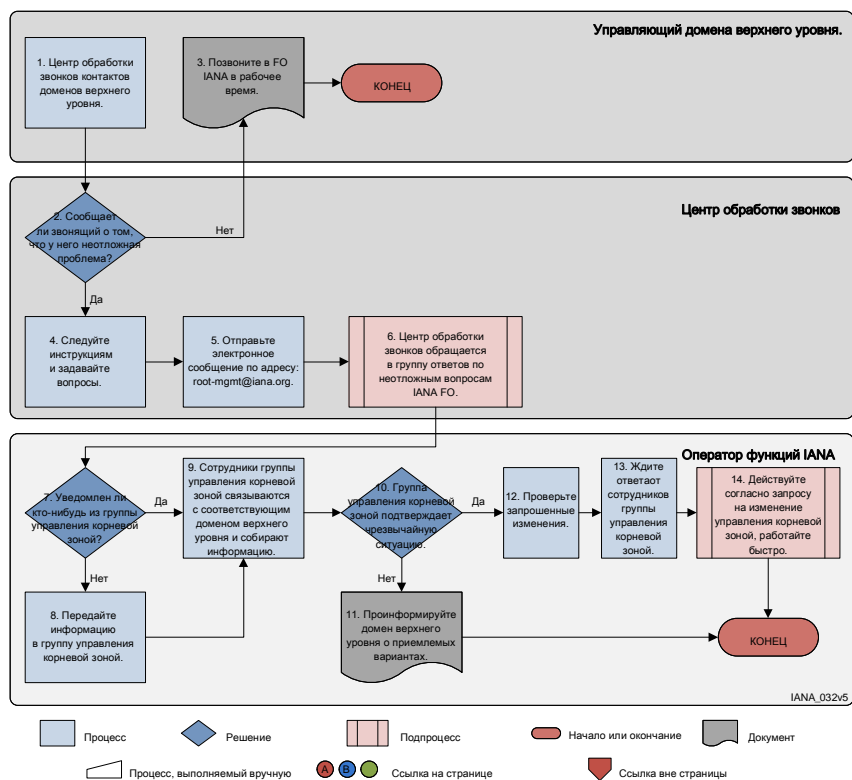 Управляющий домена верхнего уровня.
1. Центр обработки
звонков контактов
доменов верхнего
уровня.
3. Позвоните в FO
IANA в рабочее
время.
КОНЕЦ
Центр обработки звонков
2. Сообщает
ли звонящий о том,
что у него неотложная
проблема?
Нет
Да
4. Следуйте
инструкциям
и задавайте
вопросы.
5. Отправьте
электронное
сообщение по адресу:
root-mgmt@iana.org.
6. Центр обработки
звонков обращается
в группу ответов по
неотложным вопросам
IANA FO.
Оператор функций IANA
7. Уведомлен ли
кто-нибудь из группы
управления корневой
зоной?
Да
Нет
8. Передайте
информацию
в группу управления
корневой зоной.
9. Сотрудники группы
управления корневой
зоной связываются
с соответствующим
доменом верхнего
уровня и собирают
информацию.
10. Группа
управления корневой
зоной подтверждает
чрезвычайную
ситуацию.
Да
Нет
11. Проинформируйте
домен верхнего
уровня о приемлемых
вариантах.
12. Проверьте
запрошенные
изменения.
13. Ждите
ответаот
сотрудников
группы
управления
корневой
зоной.
14. Действуйте
согласно запросу
на изменение
управления корневой
зоной, работайте
быстро.
КОНЕЦ
IANA_032v5
Процесс
Решение
Подпроцесс
Начало или окончание
Документ
Процесс, выполняемый вручную
A
B
Ссылка на странице
Ссылка вне страницы